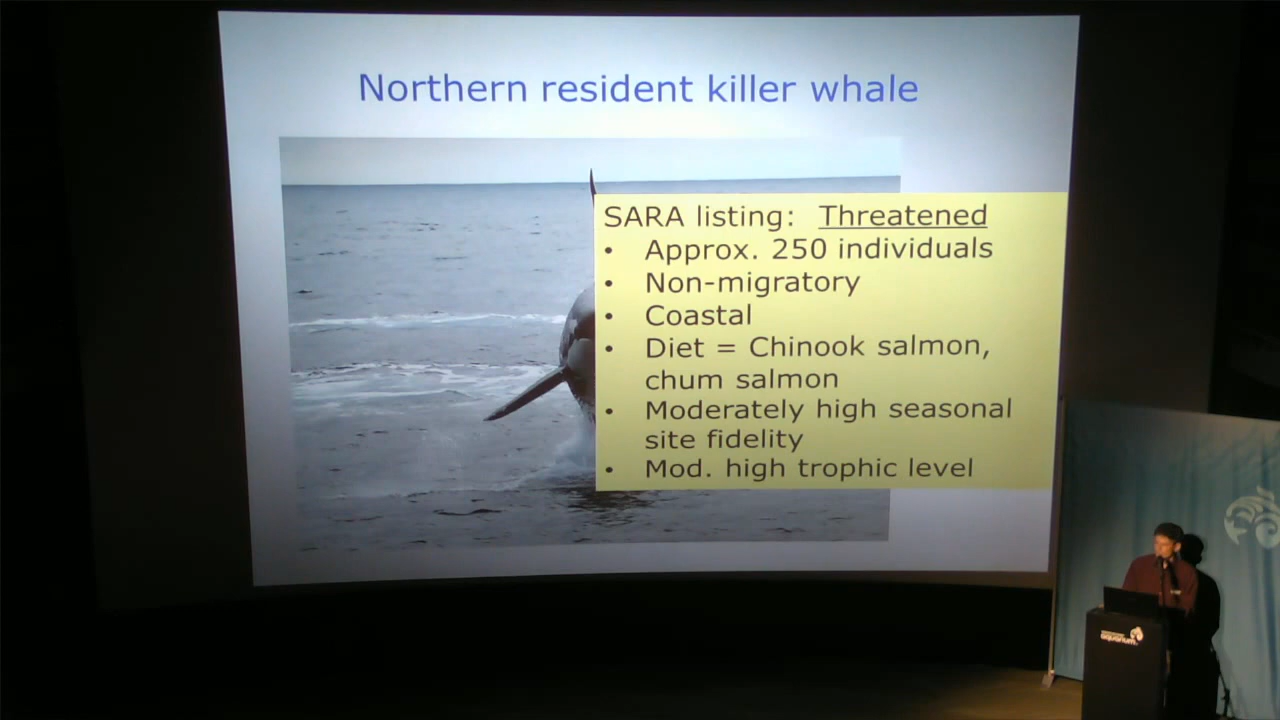 Northern resident killer whale
SARA listing: Threatened
• Approx. 250 individuals
• Non-migratory
• Coastal
• Diet = Chinook salmon,
chum salmon
• Moderately high seasonal
site fidelity
• Mod. high trophic level
aquarium